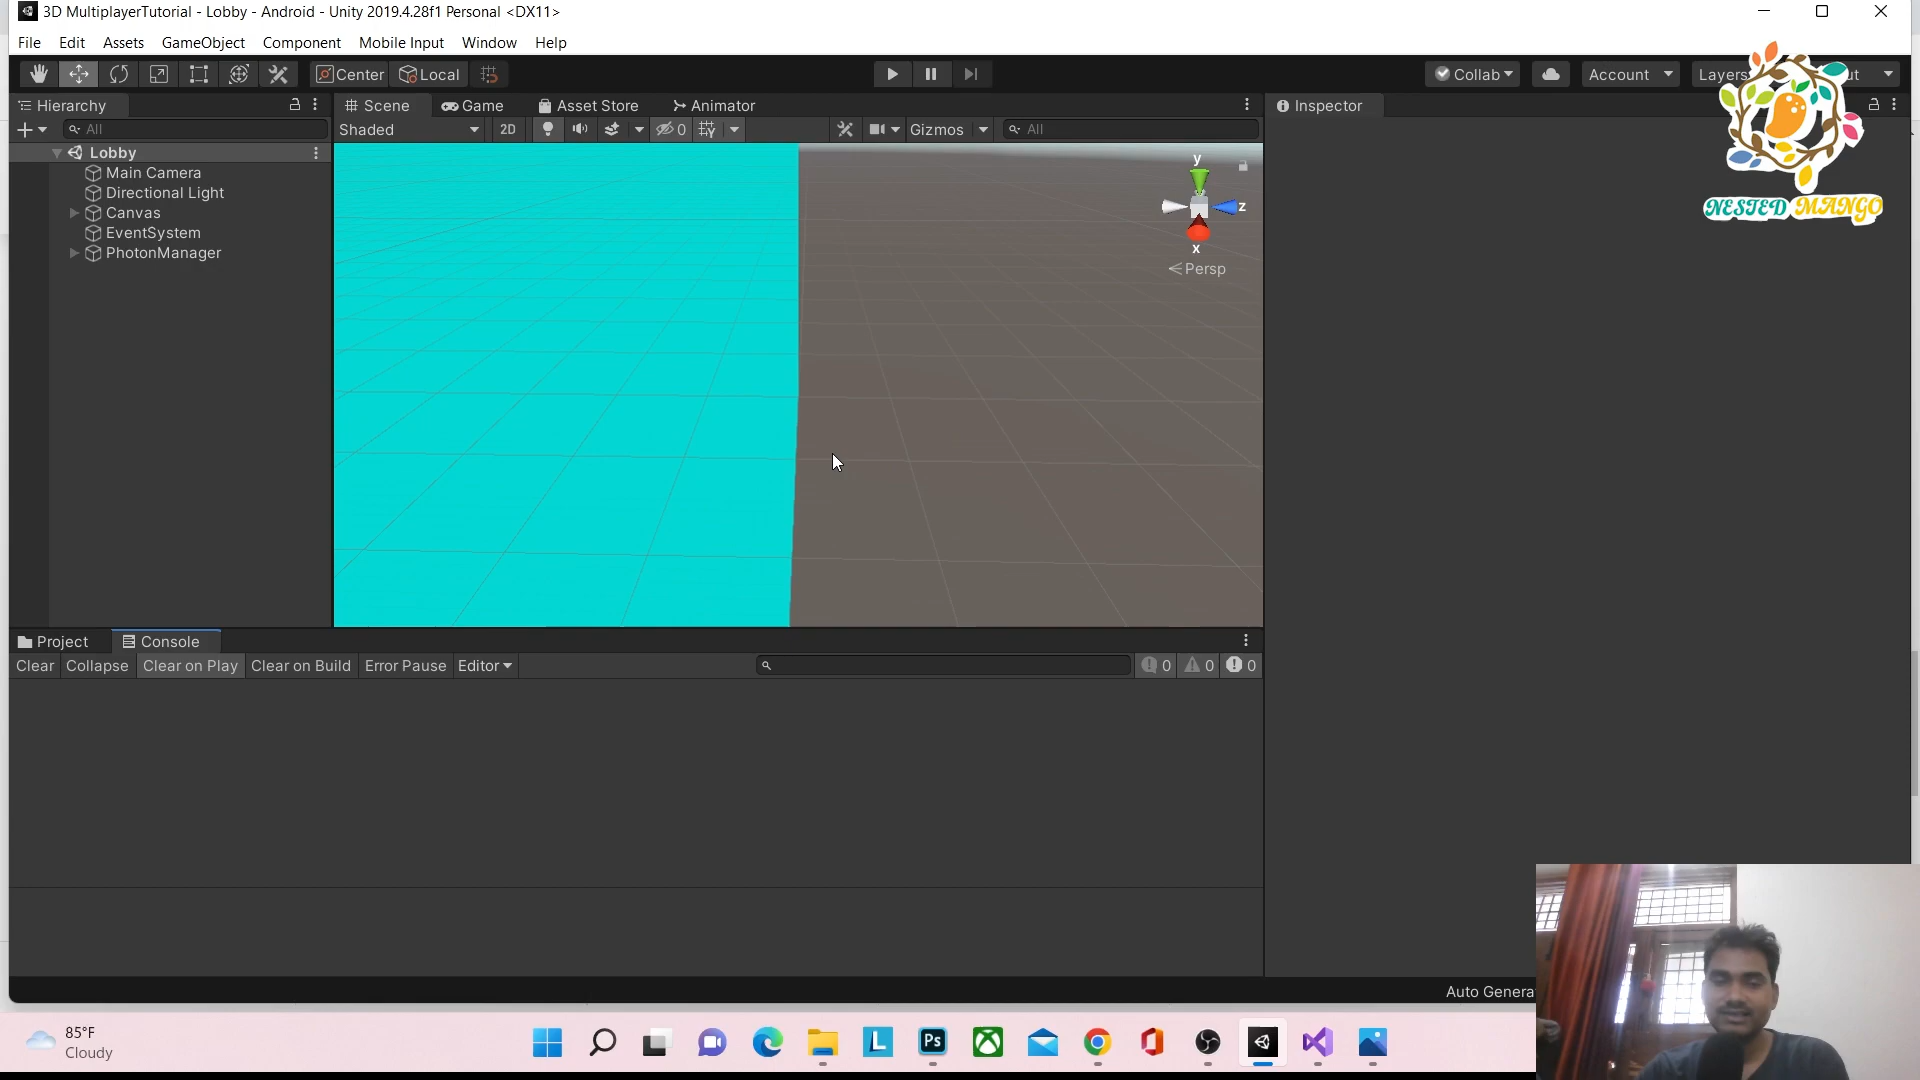 3D MultiplayerTutorial - Lobby - Android - Unity 2019.4.28f1 Personal <DX11>
File Edit Assets GameObject Component Mobile Input Window Help
Center Local Collab Account Layers ut
Hierarchy Scene Game Asset Store Animator Inspector
All Shaded 2D 0 Gizmos All
Lobby
Main Camera
Directional Light
Canvas
EventSystem
PhotonManager
y
z
x
Persp
NESTED MANGO
Project Console
Clear Collapse Clear on Play Clear on Build Error Pause Editor 0 0 0
Auto Genera
85°F
Cloudy
L Ps